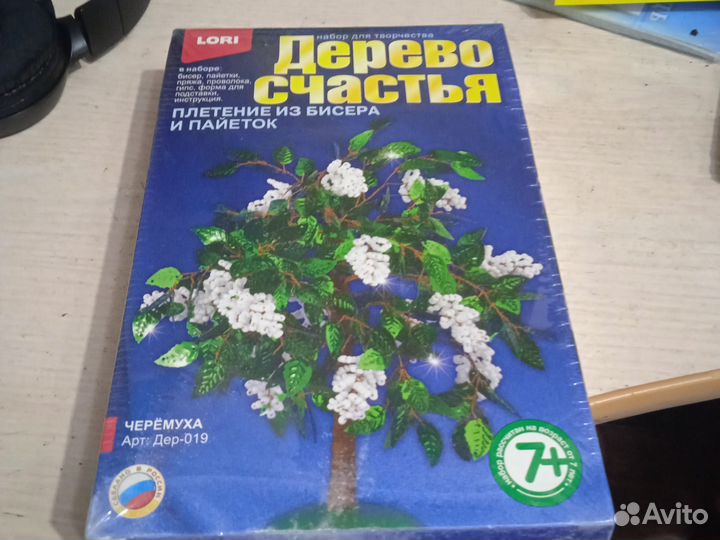 LORI
набор для творчества
Дерево
счастья
в наборе:
бисер, пайетки,
пряжа, проволока,
гипс, форма для
подставки,
инструкция.
ПЛЕТЕНИЕ ИЗ БИСЕРА
И ПАЙЕТОК
ЧЕРЁМУХА
Арт: Дер-019
СДЕЛАНО В РОССИИ
набор рассчитан на возраст от 7 лет
7+
Avito